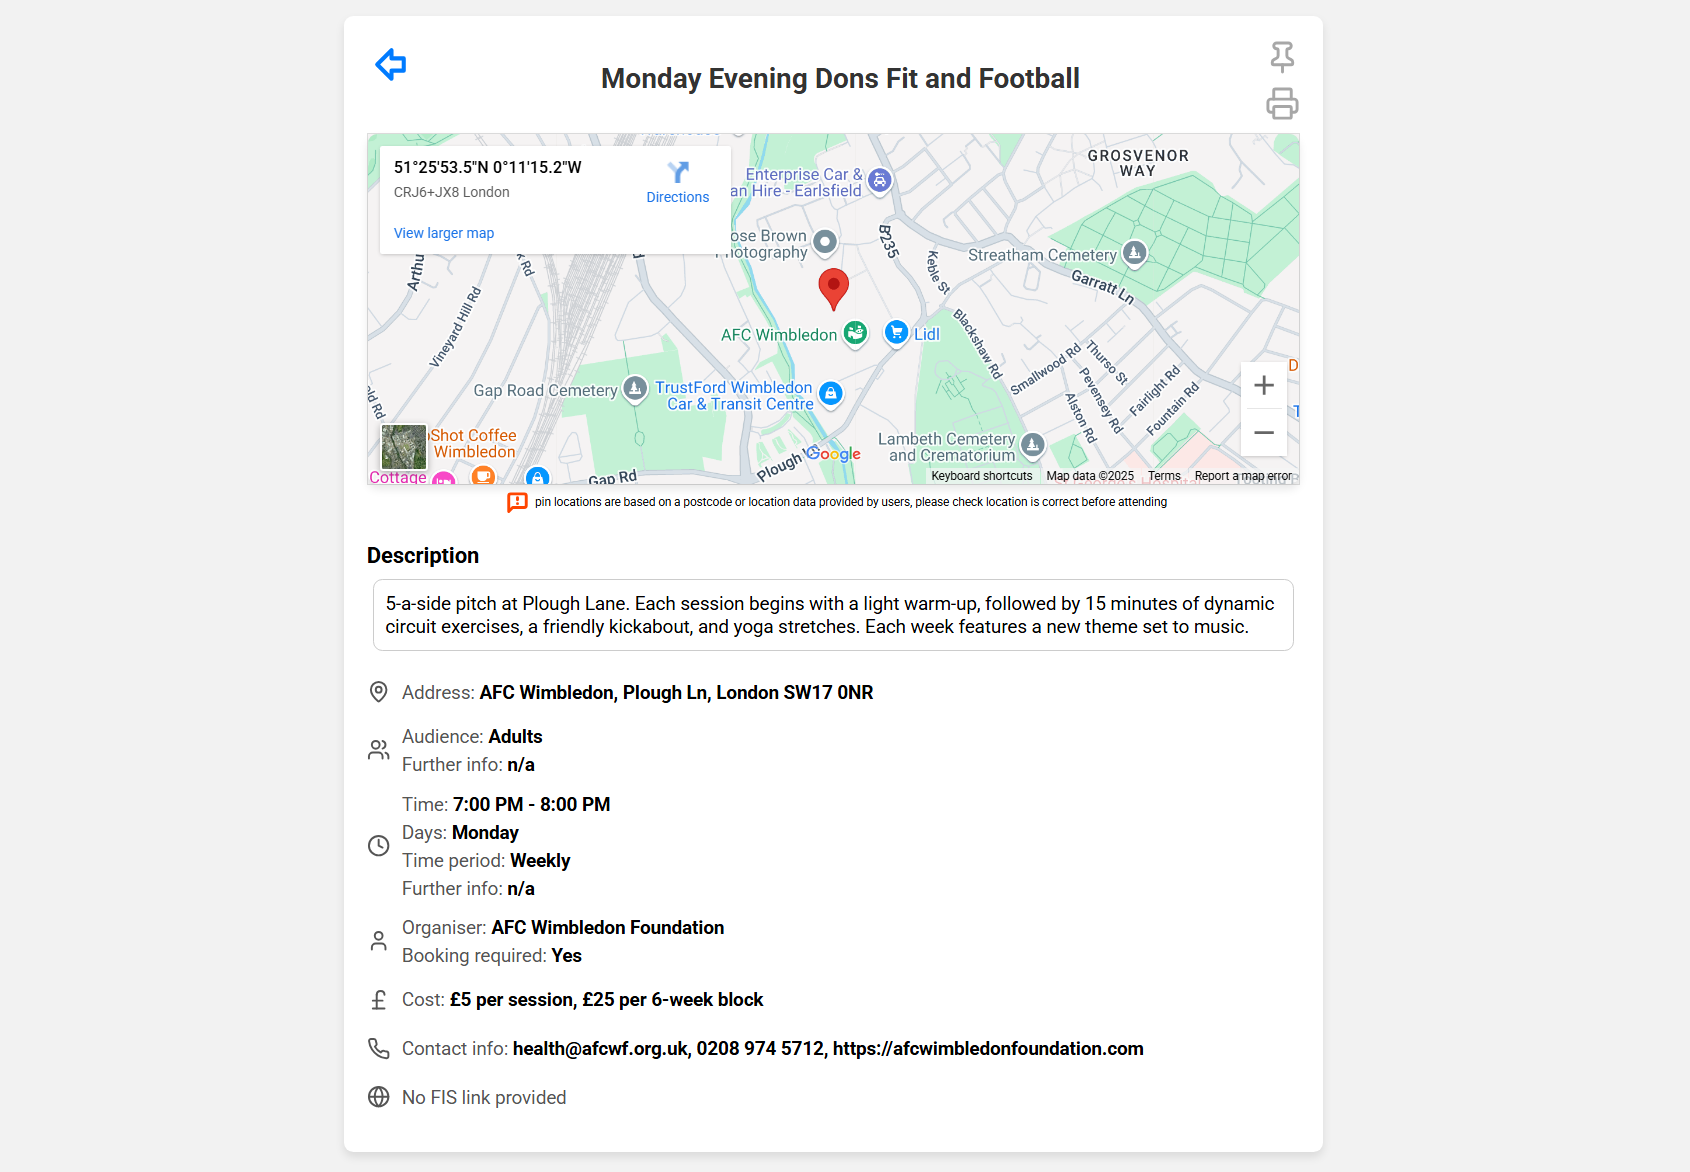 Monday Evening Dons Fit and Football
51°25'53.5"N 0°11'15.2"W
CRJ6+JX8 London
Directions
View larger map
Enterprise Car &
an Hire - Earlsfield
GROSVENOR
WAY
ose Brown
hotography
B235
Keble St
Streatham Cemetery
Garratt Ln
Arthu
k Rd
Vineyard Hill Rd
AFC Wimbledon
Lidl
Blackshaw Rd
Smallwood Rd
Thurso St
Pevensey Rd
Fairlight Rd
Fountain Rd
Alston Rd
Gap Road Cemetery
TrustFord Wimbledon
Car & Transit Centre
ld Rd
Shot Coffee
Wimbledon
Lambeth Cemetery
and Crematorium
Cottage
Gap Rd
Plough
Google
Keyboard shortcuts Map data ©2025 Terms Report a map error
pin locations are based on a postcode or location data provided by users, please check location is correct before attending
Description
5-a-side pitch at Plough Lane. Each session begins with a light warm-up, followed by 15 minutes of dynamic
circuit exercises, a friendly kickabout, and yoga stretches. Each week features a new theme set to music.
Address: AFC Wimbledon, Plough Ln, London SW17 0NR
Audience: Adults
Further info: n/a
Time: 7:00 PM - 8:00 PM
Days: Monday
Time period: Weekly
Further info: n/a
Organiser: AFC Wimbledon Foundation
Booking required: Yes
Cost: £5 per session, £25 per 6-week block
Contact info: health@afcwf.org.uk, 0208 974 5712, https://afcwimbledonfoundation.com
No FIS link provided